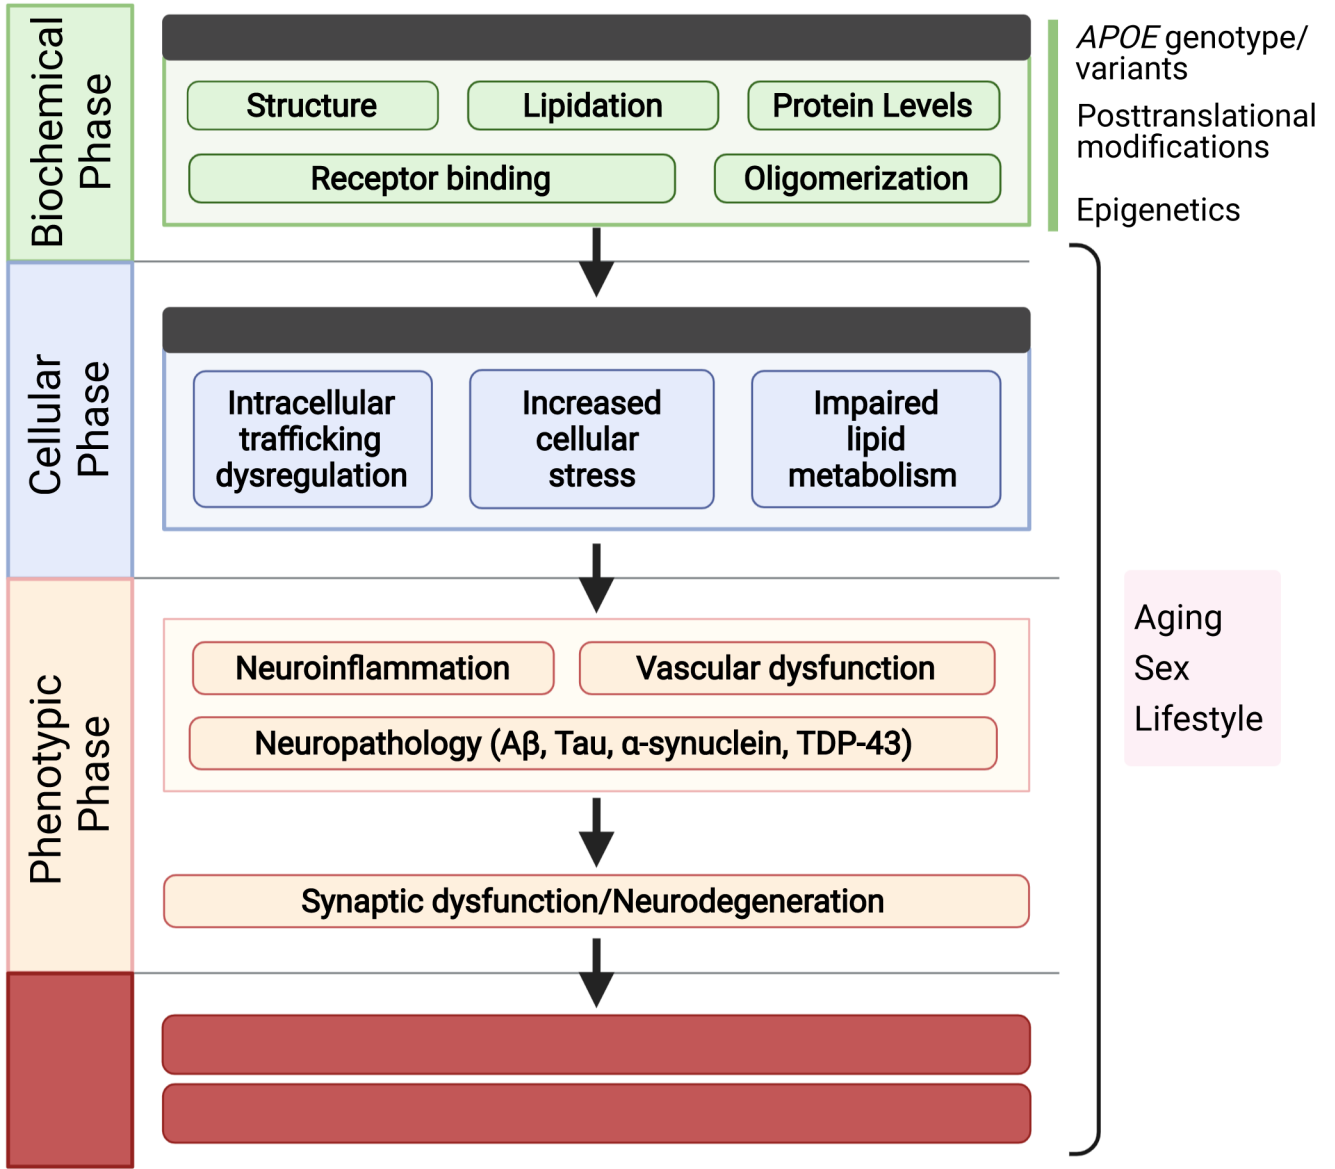 Biochemical
Phase
Structure
Lipidation
Protein Levels
Receptor binding
Oligomerization
APOE genotype/
variants
Posttranslational
modifications
Epigenetics
Cellular
Phase
Intracellular
trafficking
dysregulation
Increased
cellular
stress
Impaired
lipid
metabolism
Phenotypic
Phase
Neuroinflammation
Vascular dysfunction
Neuropathology (Aβ, Tau, α-synuclein, TDP-43)
Synaptic dysfunction/Neurodegeneration
Aging
Sex
Lifestyle